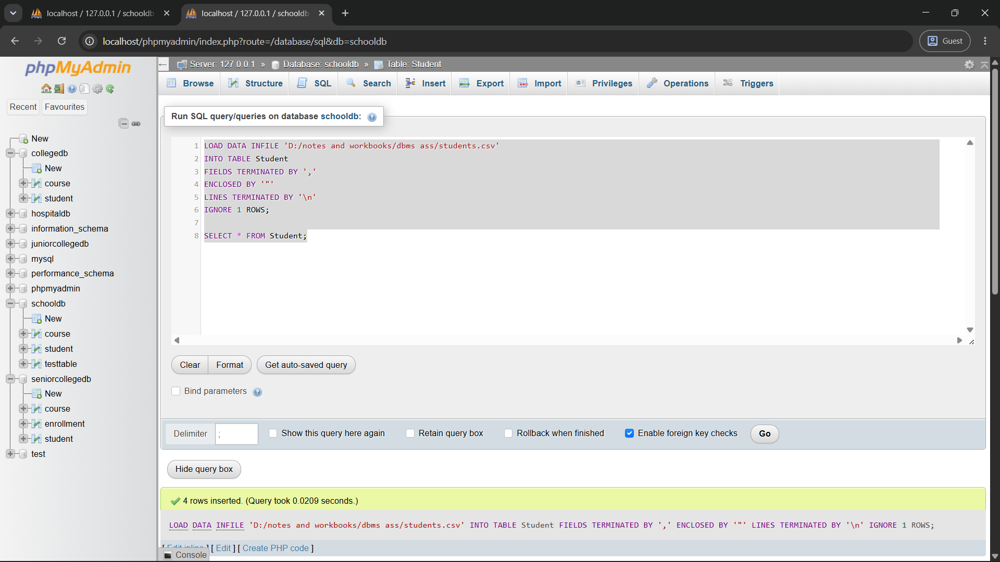 localhost / 127.0.0.1 / schooldb
localhost / 127.0.0.1 / schooldb
localhost/phpmyadmin/index.php?route=/database/sql&db=schooldb
Guest
phpMyAdmin
Recent
Favourites
New
collegedb
New
course
student
hospitaldb
information_schema
juniorcollegedb
mysql
performance_schema
phpmyadmin
schooldb
New
course
student
testtable
seniorcollegedb
New
course
enrollment
student
test
Server: 127.0.0.1 » Database: schooldb » Table: Student
Browse Structure SQL Search Insert Export Import Privileges Operations Triggers
Run SQL query/queries on database schooldb:
1 LOAD DATA INFILE 'D:/notes and workbooks/dbms ass/students.csv'
2 INTO TABLE Student
3 FIELDS TERMINATED BY ','
4 ENCLOSED BY '"'
5 LINES TERMINATED BY '\n'
6 IGNORE 1 ROWS;
7
8 SELECT * FROM Student;
Clear Format Get auto-saved query
Bind parameters
Delimiter ; Show this query here again Retain query box Rollback when finished Enable foreign key checks Go
Hide query box
4 rows inserted. (Query took 0.0209 seconds.)
LOAD DATA INFILE 'D:/notes and workbooks/dbms ass/students.csv' INTO TABLE Student FIELDS TERMINATED BY ',' ENCLOSED BY '"' LINES TERMINATED BY '\n' IGNORE 1 ROWS;
[ Edit inline ] [ Edit ] [ Create PHP code ]
Console